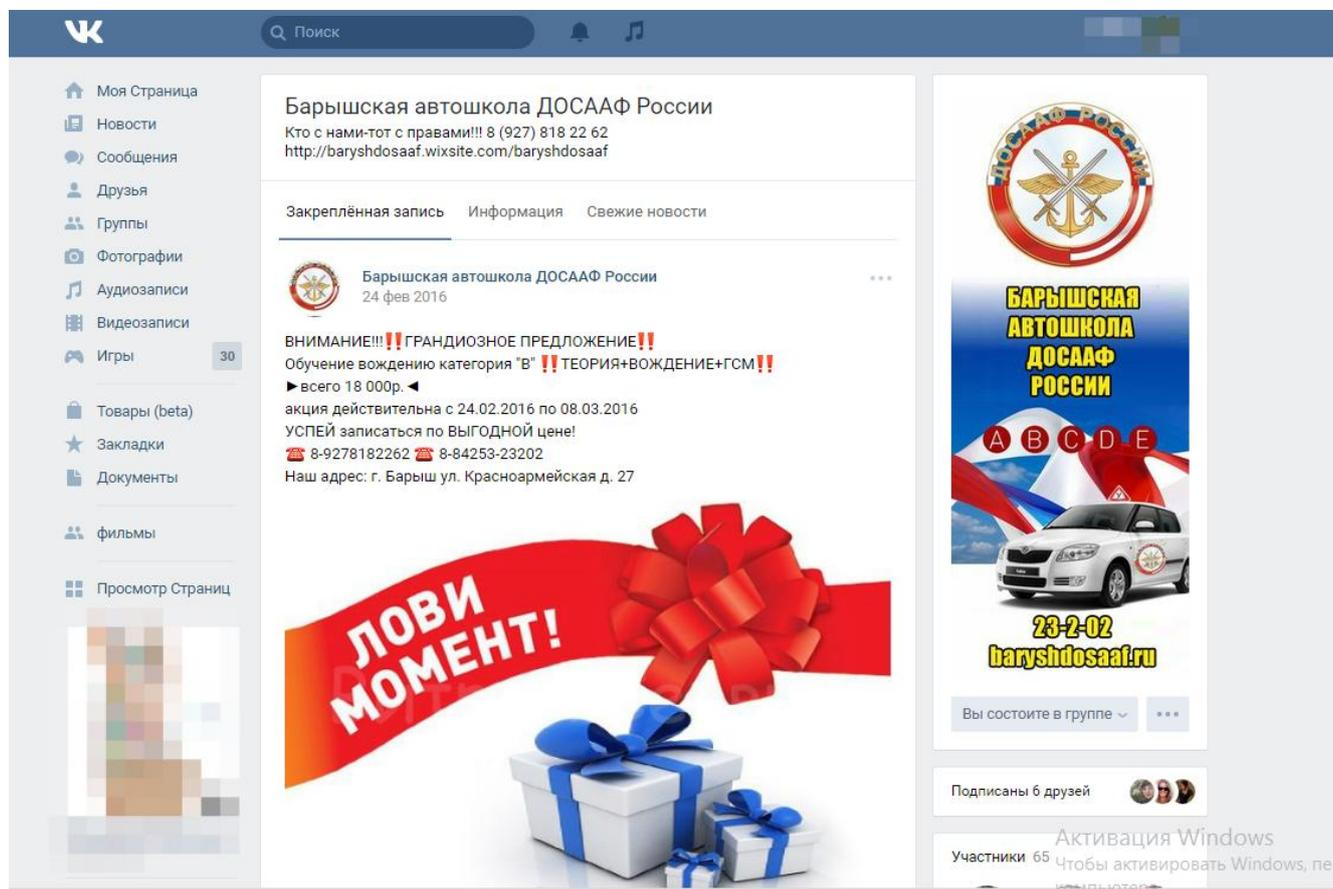 Поиск
Моя Страница
Новости
Сообщения
Друзья
Группы
Фотографии
Аудиозаписи
Видеозаписи
Игры 30
Товары (beta)
Закладки
Документы
фильмы
Просмотр Страниц
Барышская автошкола ДОСААФ России
Кто с нами-тот с правами!!! 8 (927) 818 22 62
http://baryshdosaaf.wixsite.com/baryshdosaaf
Закреплённая запись Информация Свежие новости
Барышская автошкола ДОСААФ России
24 фев 2016
ВНИМАНИЕ!!!‼ГРАНДИОЗНОЕ ПРЕДЛОЖЕНИЕ‼
Обучение вождению категория "В" ‼ТЕОРИЯ+ВОЖДЕНИЕ+ГСМ‼
►всего 18 000р.◄
акция действительна с 24.02.2016 по 08.03.2016
УСПЕЙ записаться по ВЫГОДНОЙ цене!
☎ 8-9278182262 ☎ 8-84253-23202
Наш адрес: г. Барыш ул. Красноармейская д. 27
ЛОВИ
МОМЕНТ!
ДОСААФ РОССИИ
БАРЫШСКАЯ
АВТОШКОЛА
ДОСААФ
РОССИИ
A B C D E
23-2-02
baryshdosaaf.ru
Вы состоите в группе
Подписаны 6 друзей
Участники 65
Активация Windows
Чтобы активировать Windows, пе